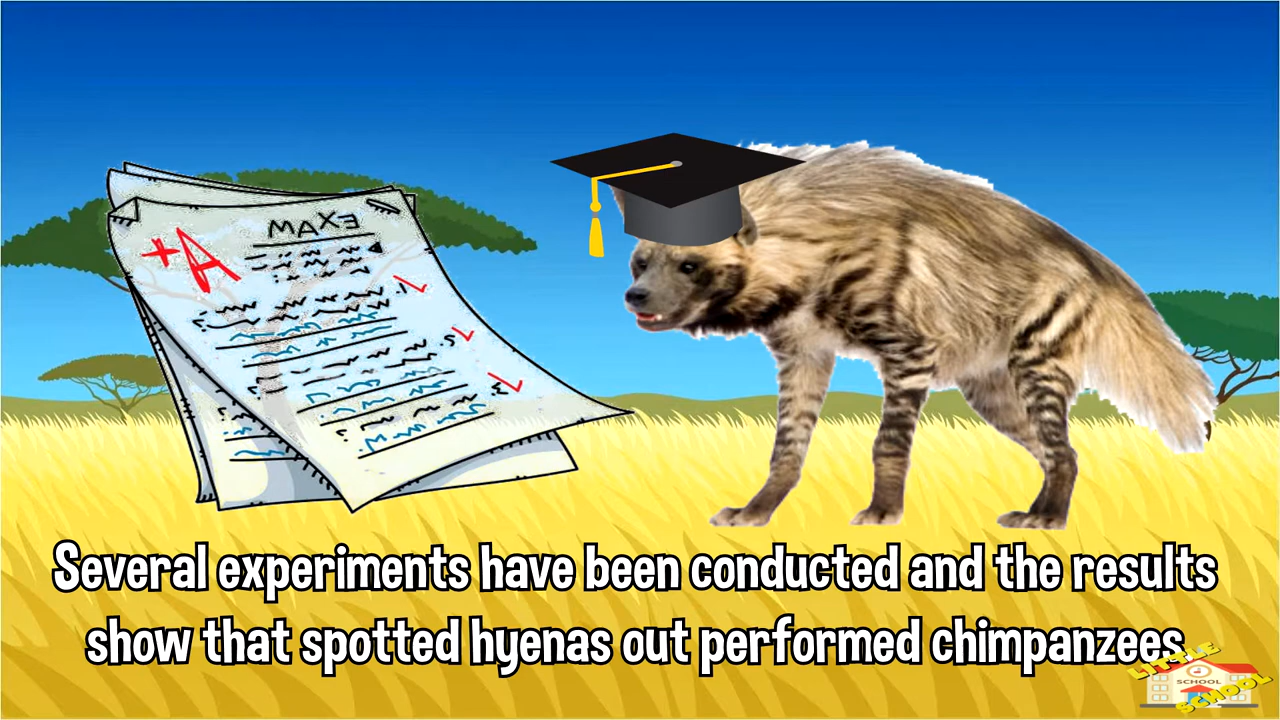 EXAM
A+
Several experiments have been conducted and the results
show that spotted hyenas out performed chimpanzees.
LITTLE
SCHOOL
SCHOOL